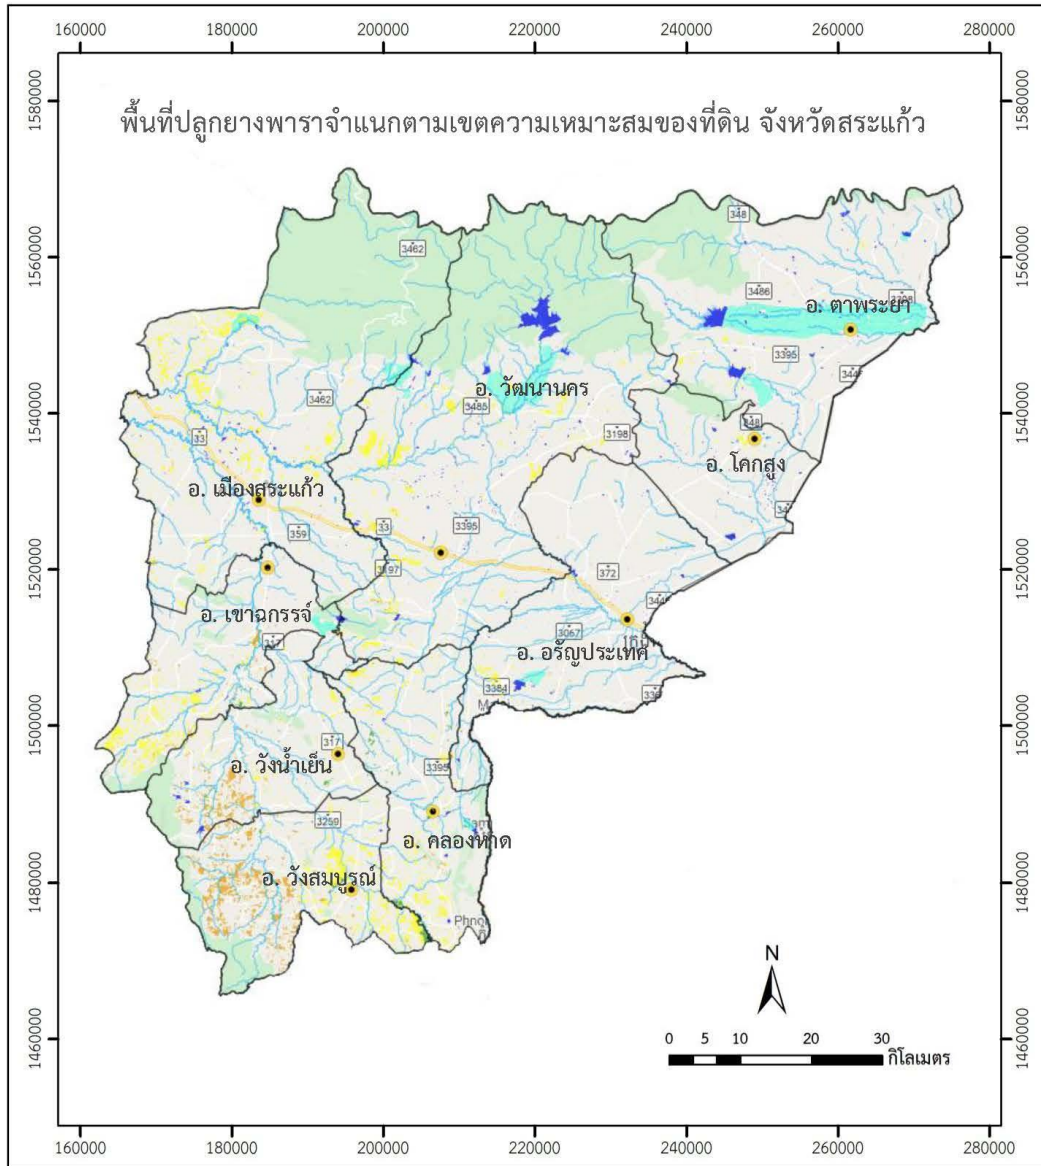 160000 180000 200000 220000 240000 260000 280000
1580000 1580000
พื้นที่ปลูกยางพาราจำแนกตามเขตความเหมาะสมของที่ดิน จังหวัดสระแก้ว
348
3462
1560000 1560000
3486
อ. ตาพระยา
3395
อ. วัฒนานคร
3462
3485
1540000 1540000
348
3198
33
อ. โคกสูง
อ. เมืองสระแก้ว
33
3395
359
1520000 1520000
3197
372
อ. เขาฉกรรจ์
3067
317
อ. อรัญประเทศ
3384
1500000 1500000
317
อ. วังน้ำเย็น
3395
3259
อ. คลองหาด
1480000 1480000
อ. วังสมบูรณ์
N
0 5 10 20 30
กิโลเมตร
1460000 1460000
160000 180000 200000 220000 240000 260000 280000